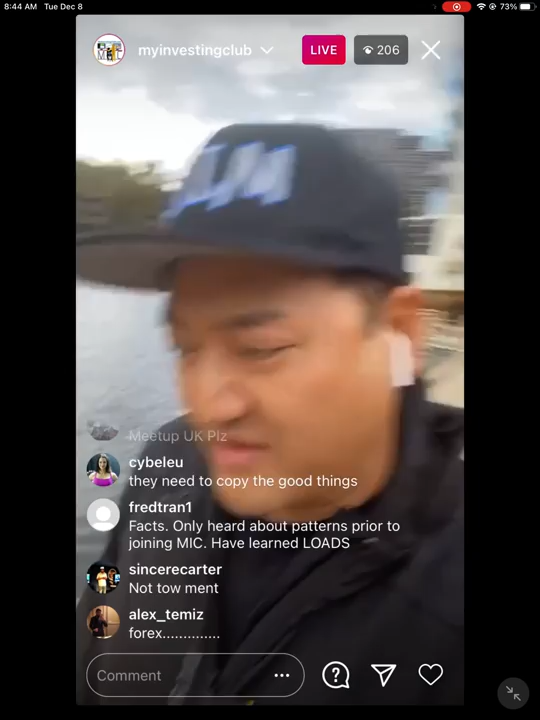 8:44 AM Tue Dec 8
73%
myinvestingclub
LIVE
206
Meetup UK Plz
cybeleu
they need to copy the good things
fredtran1
Facts. Only heard about patterns prior to
joining MIC. Have learned LOADS
sincerecarter
Not tow ment
alex_temiz
forex..............
Comment